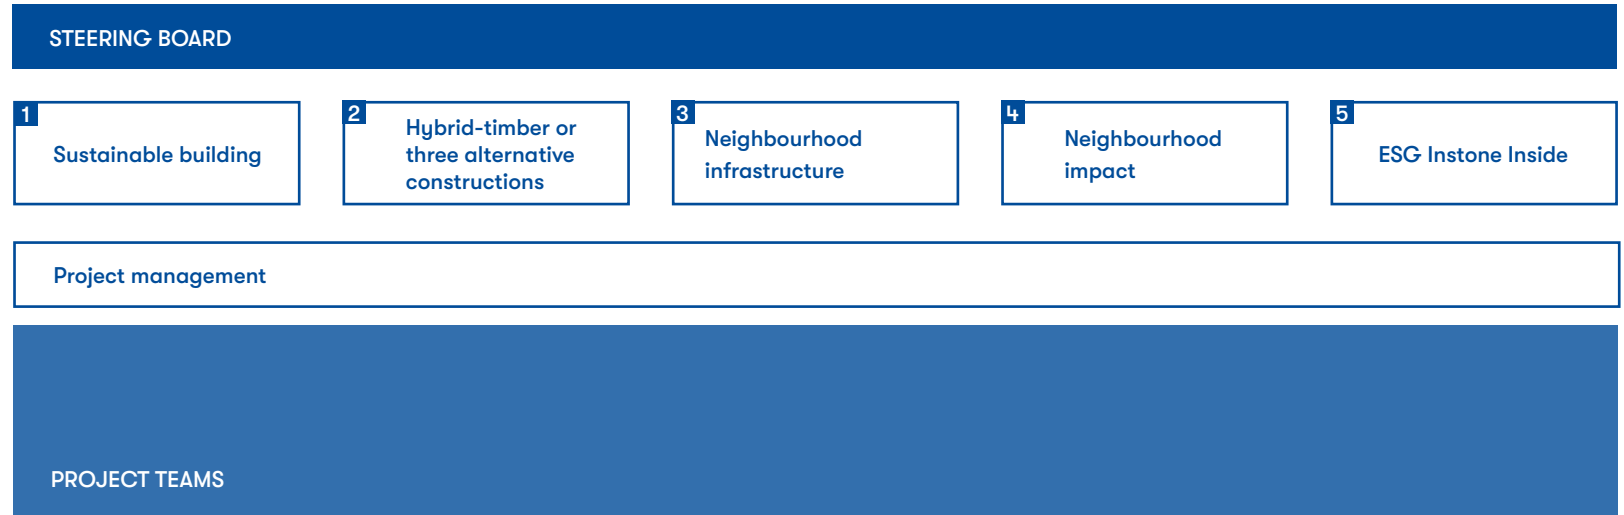 STEERING BOARD
1
Sustainable building
2
Hybrid-timber or
three alternative
constructions
3
Neighbourhood
infrastructure
4
Neighbourhood
impact
5
ESG Instone Inside
Project management
PROJECT TEAMS